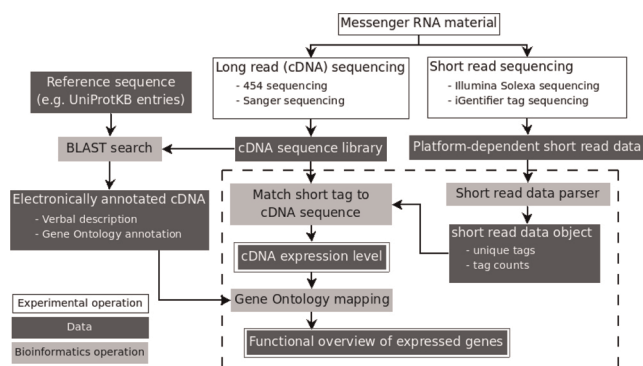 Messenger RNA material
Long read (cDNA) sequencing
- 454 sequencing
- Sanger sequencing
Short read sequencing
- Illumina Solexa sequencing
- iGentifier tag sequencing
Reference sequence
(e.g. UniProtKB entries)
BLAST search
cDNA sequence library
Platform-dependent short read data
Electronically annotated cDNA
- Verbal description
- Gene Ontology annotation
Match short tag to
cDNA sequence
Short read data parser
short read data object
- unique tags
- tag counts
cDNA expression level
Gene Ontology mapping
Functional overview of expressed genes
Experimental operation
Data
Bioinformatics operation